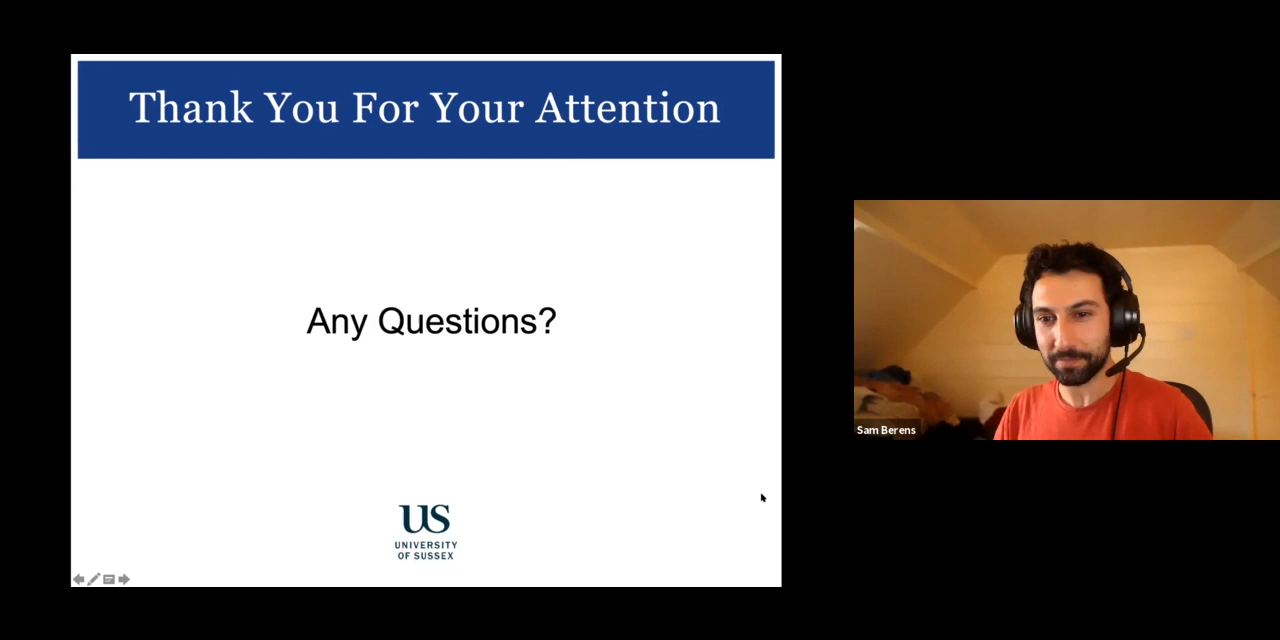 Thank You For Your Attention
Any Questions?
US
UNIVERSITY
OF SUSSEX
Sam Berens